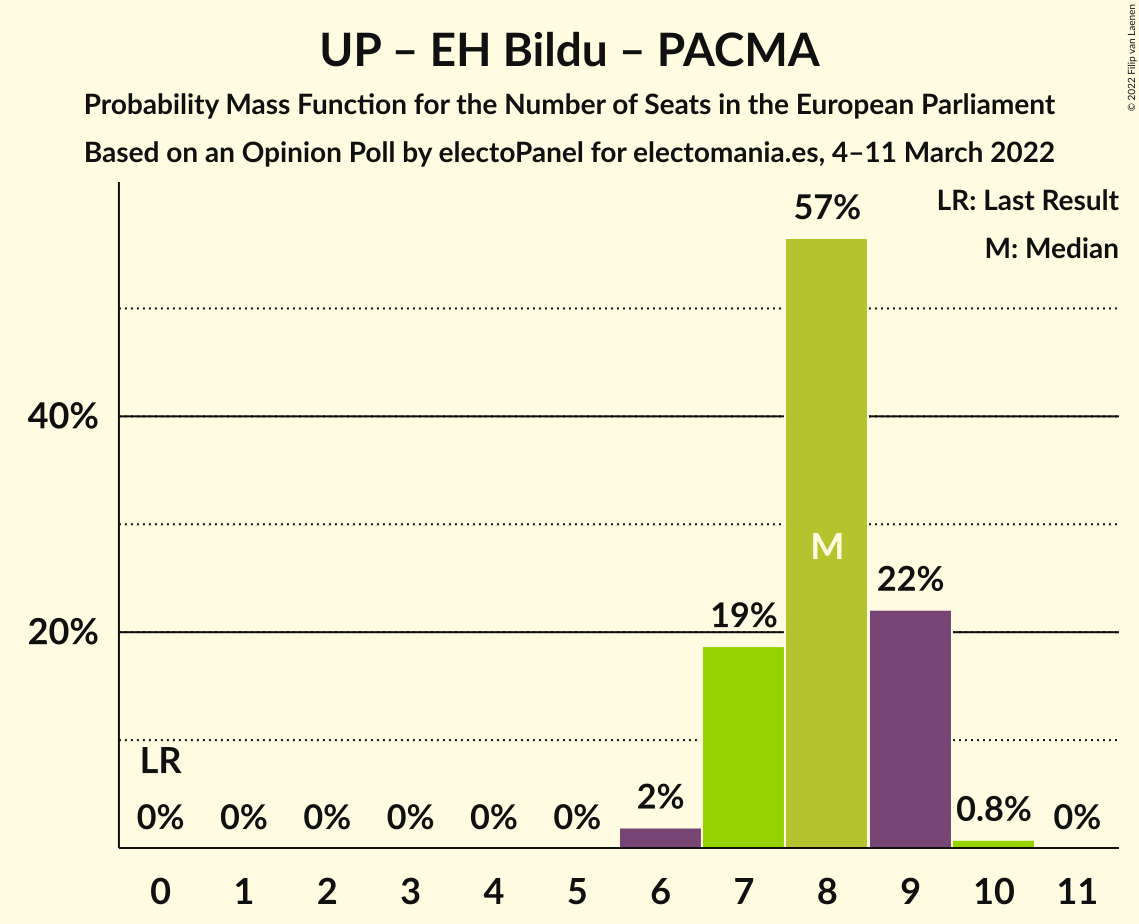 UP – EH Bildu – PACMA
Probability Mass Function for the Number of Seats in the European Parliament
Based on an Opinion Poll by electoPanel for electomania.es, 4–11 March 2022
© 2022 Filip van Laenen
LR: Last Result
M: Median
57%
40%
M
22%
19%
20%
LR
2%
0.8%
0% 0% 0% 0% 0% 0% 0%
0 1 2 3 4 5 6 7 8 9 10 11